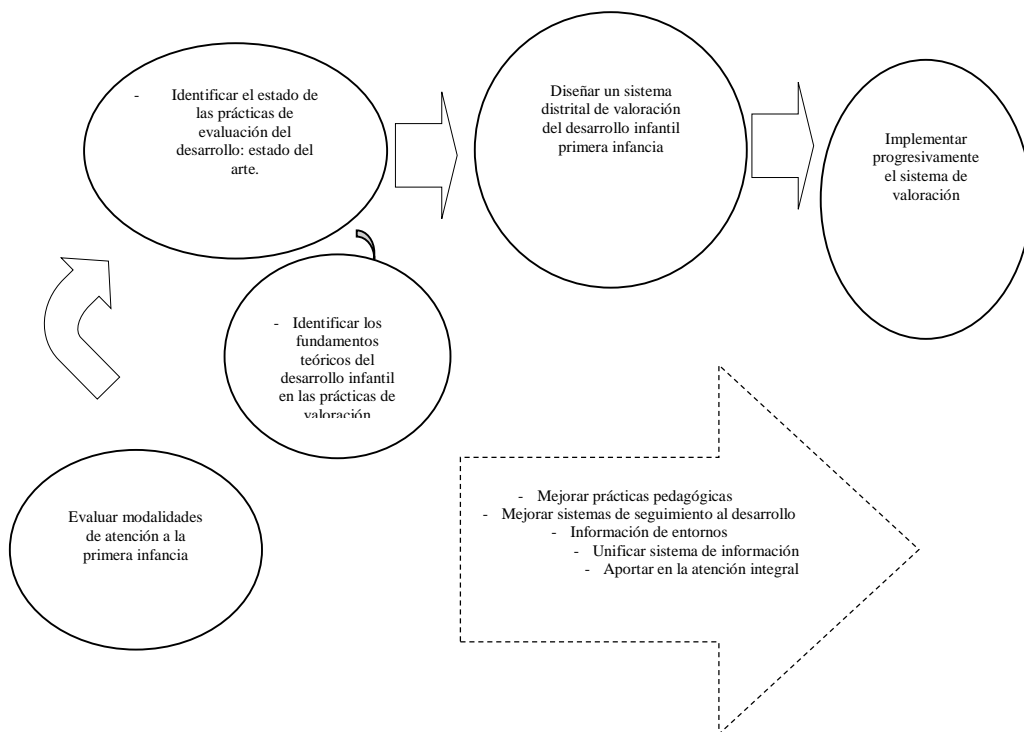 - Identificar el estado de
las prácticas de
evaluación del
desarrollo: estado del
arte.
Diseñar un sistema
distrital de valoración
del desarrollo infantil
primera infancia
Implementar
progresivamente
el sistema de
valoración
- Identificar los
fundamentos
teóricos del
desarrollo infantil
en las prácticas de
valoración
Evaluar modalidades
de atención a la
primera infancia
- Mejorar prácticas pedagógicas
- Mejorar sistemas de seguimiento al desarrollo
- Información de entornos
- Unificar sistema de información
- Aportar en la atención integral